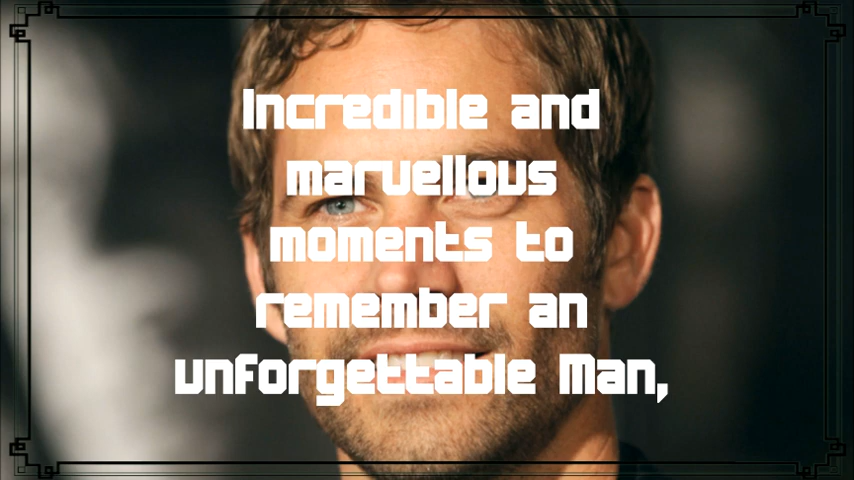 Incredible and
marvellous
moments to
remember an
unforgettable Man,